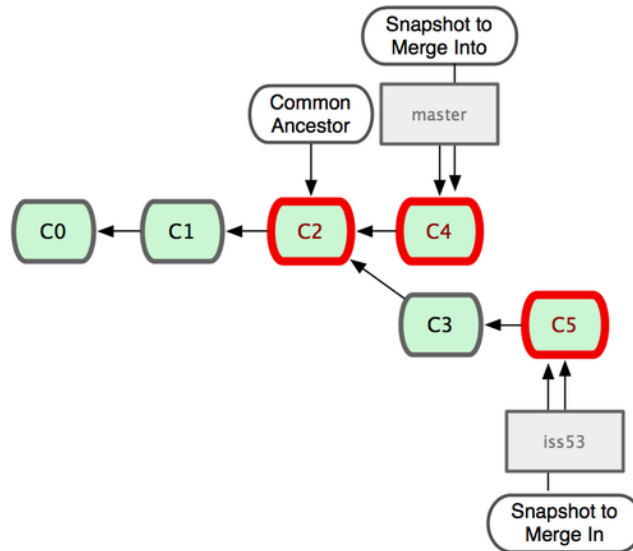 Snapshot to
Merge Into
Common
Ancestor
master
C0
C1
C2
C4
C3
C5
iss53
Snapshot to
Merge In